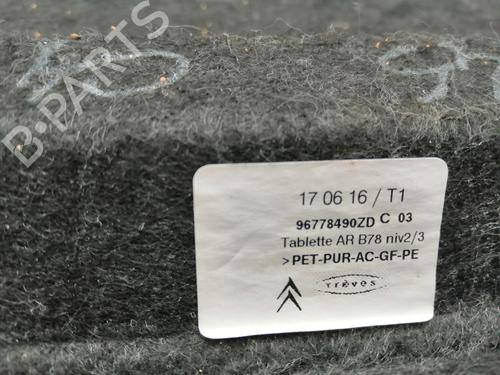 B-PARTS
17 06 16 / T1
96778490ZD C 03
Tablette AR B78 niv2/3
>PET-PUR-AC-GF-PE
Trèves